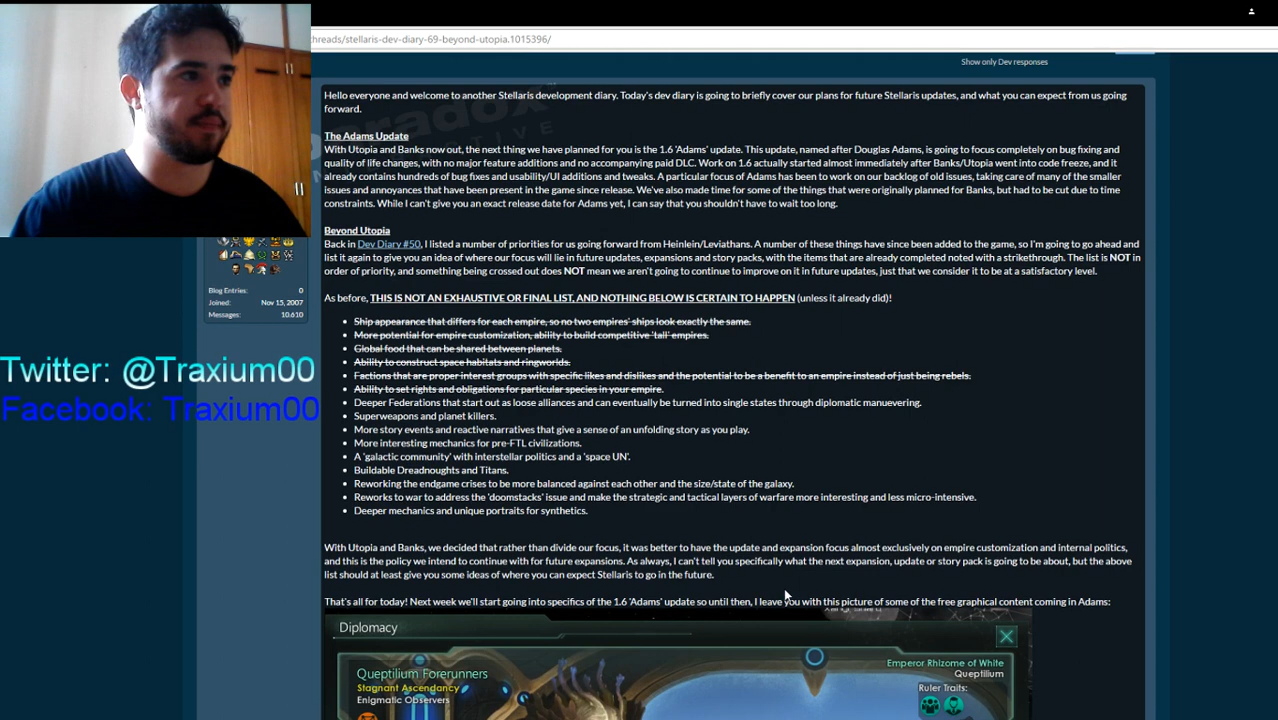 hreads/stellaris-dev-diary-69-beyond-utopia.1015396/
Show only Dev responses
Hello everyone and welcome to another Stellaris development diary. Today's dev diary is going to briefly cover our plans for future Stellaris updates, and what you can expect from us going
forward.
The Adams Update
With Utopia and Banks now out, the next thing we have planned for you is the 1.6 'Adams' update. This update, named after Douglas Adams, is going to focus completely on bug fixing and
quality of life changes, with no major feature additions and no accompanying paid DLC. Work on 1.6 actually started almost immediately after Banks/Utopia went into code freeze, and it
already contains hundreds of bug fixes and usability/UI additions and tweaks. A particular focus of Adams has been to work on our backlog of old issues, taking care of many of the smaller
issues and annoyances that have been present in the game since release. We've also made time for some of the things that were originally planned for Banks, but had to be cut due to time
constraints. While I can't give you an exact release date for Adams yet, I can say that you shouldn't have to wait too long.
Beyond Utopia
Back in Dev Diary #50, I listed a number of priorities for us going forward from Heinlein/Leviathans. A number of these things have since been added to the game, so I'm going to go ahead and
list it again to give you an idea of where our focus will lie in future updates, expansions and story packs, with the items that are already completed noted with a strikethrough. The list is NOT in
order of priority, and something being crossed out does NOT mean we aren't going to continue to improve on it in future updates, just that we consider it to be at a satisfactory level.
As before, THIS IS NOT AN EXHAUSTIVE OR FINAL LIST, AND NOTHING BELOW IS CERTAIN TO HAPPEN (unless it already did)!
Ship appearance that differs for each empire, so no two empires' ships look exactly the same.
More potential for empire customization, ability to build competitive 'tall' empires.
Global food that can be shared between planets.
Ability to construct space habitats and ringworlds.
Factions that are proper interest groups with specific likes and dislikes and the potential to be a benefit to an empire instead of just being rebels.
Ability to set rights and obligations for particular species in your empire.
Deeper Federations that start out as loose alliances and can eventually be turned into single states through diplomatic manuevering.
Superweapons and planet killers.
More story events and reactive narratives that give a sense of an unfolding story as you play.
More interesting mechanics for pre-FTL civilizations.
A 'galactic community' with interstellar politics and a 'space UN'.
Buildable Dreadnoughts and Titans.
Reworking the endgame crises to be more balanced against each other and the size/state of the galaxy.
Reworks to war to address the 'doomstacks' issue and make the strategic and tactical layers of warfare more interesting and less micro-intensive.
Deeper mechanics and unique portraits for synthetics.
With Utopia and Banks, we decided that rather than divide our focus, it was better to have the update and expansion focus almost exclusively on empire customization and internal politics,
and this is the policy we intend to continue with for future expansions. As always, I can't tell you specifically what the next expansion, update or story pack is going to be about, but the above
list should at least give you some ideas of where you can expect Stellaris to go in the future.
That's all for today! Next week we'll start going into specifics of the 1.6 'Adams' update so until then, I leave you with this picture of some of the free graphical content coming in Adams:
Blog Entries: 0
Joined: Nov 15, 2007
Messages: 10.610
Twitter: @Traxium00
Facebook: Traxium00
Diplomacy
Queptilium Forerunners
Stagnant Ascendancy
Enigmatic Observers
Emperor Rhizome of White
Queptilium
Ruler Traits: